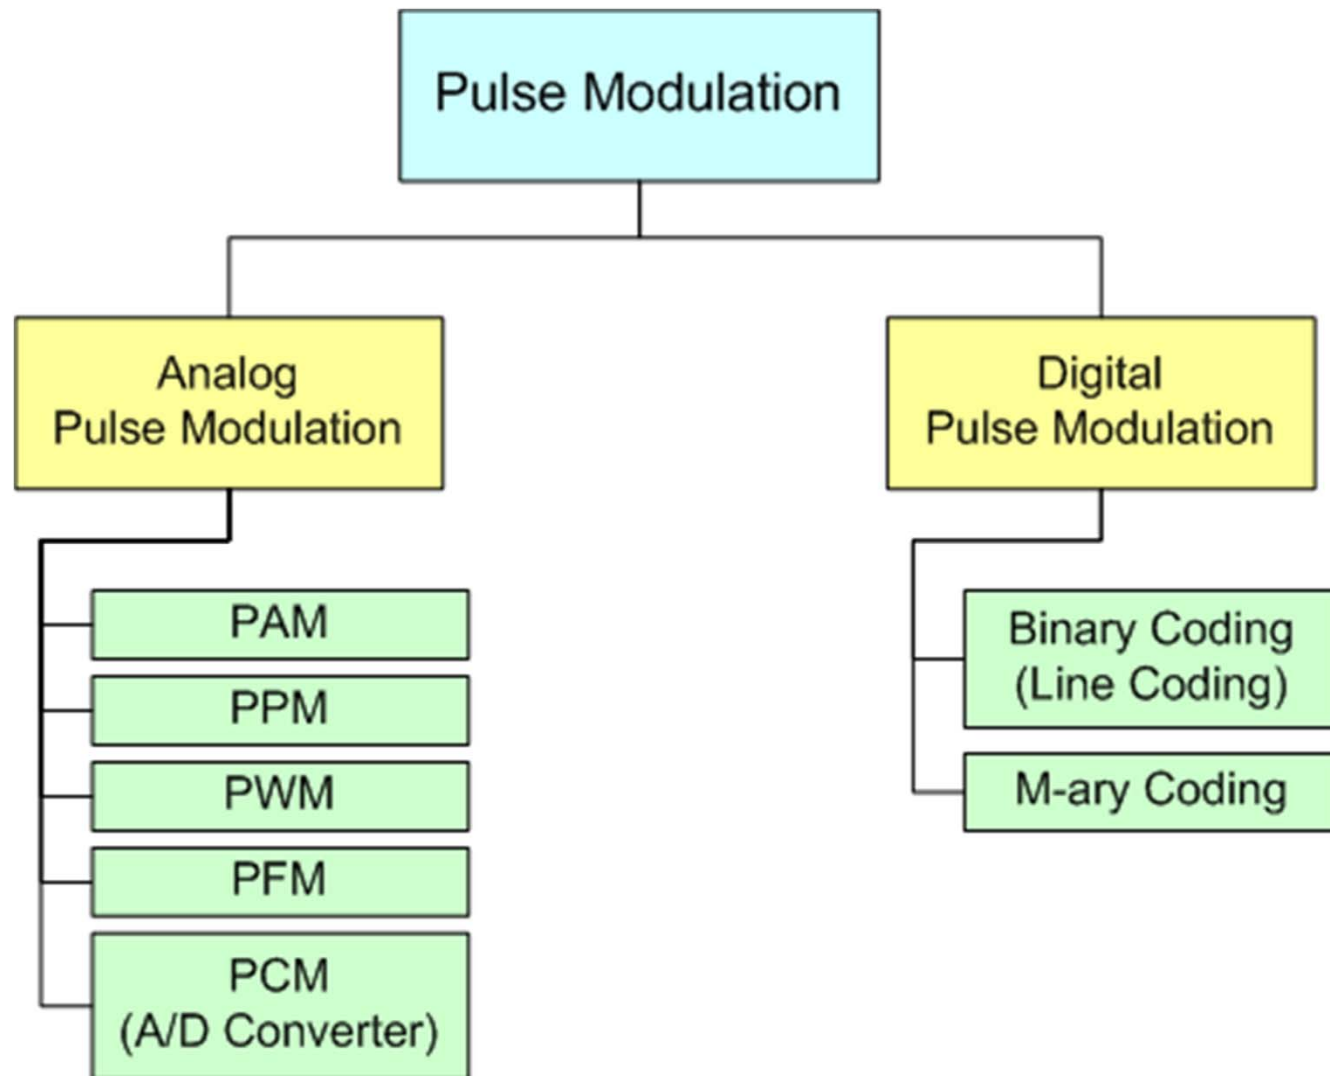 Pulse Modulation
Analog
Pulse Modulation
Digital
Pulse Modulation
PAM
PPM
PWM
PFM
PCM
(A/D Converter)
Binary Coding
(Line Coding)
M-ary Coding